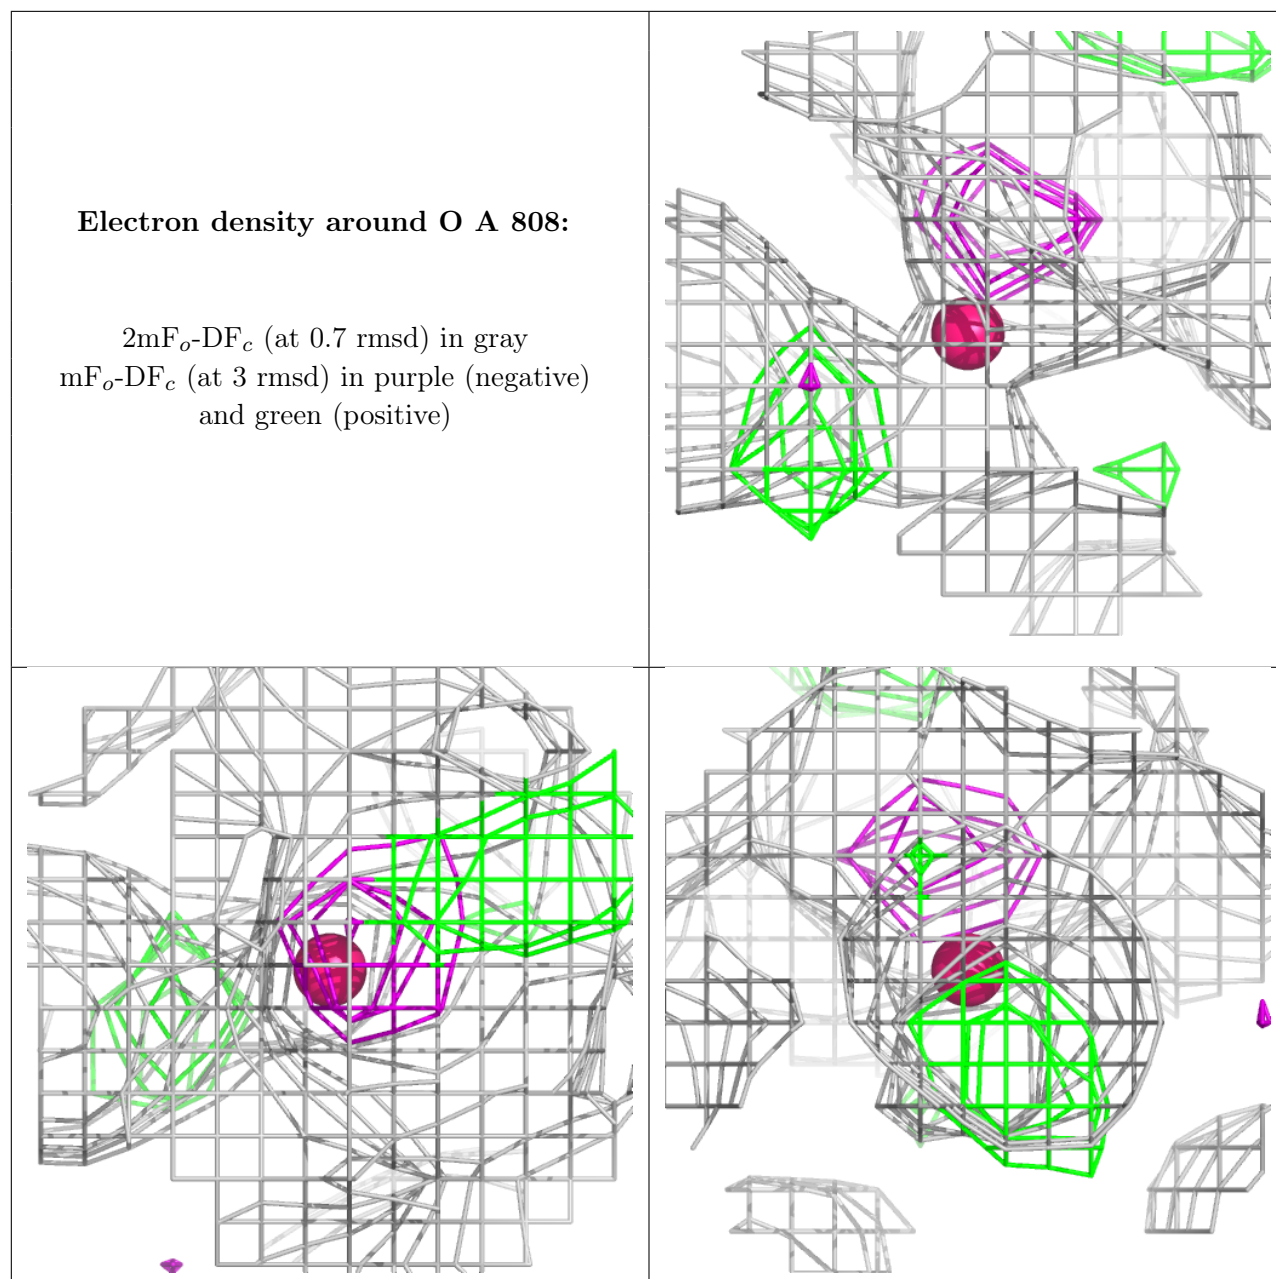 Electron density around O A 808:
2mFo-DFc (at 0.7 rmsd) in gray
mFo-DFc (at 3 rmsd) in purple (negative)
and green (positive)